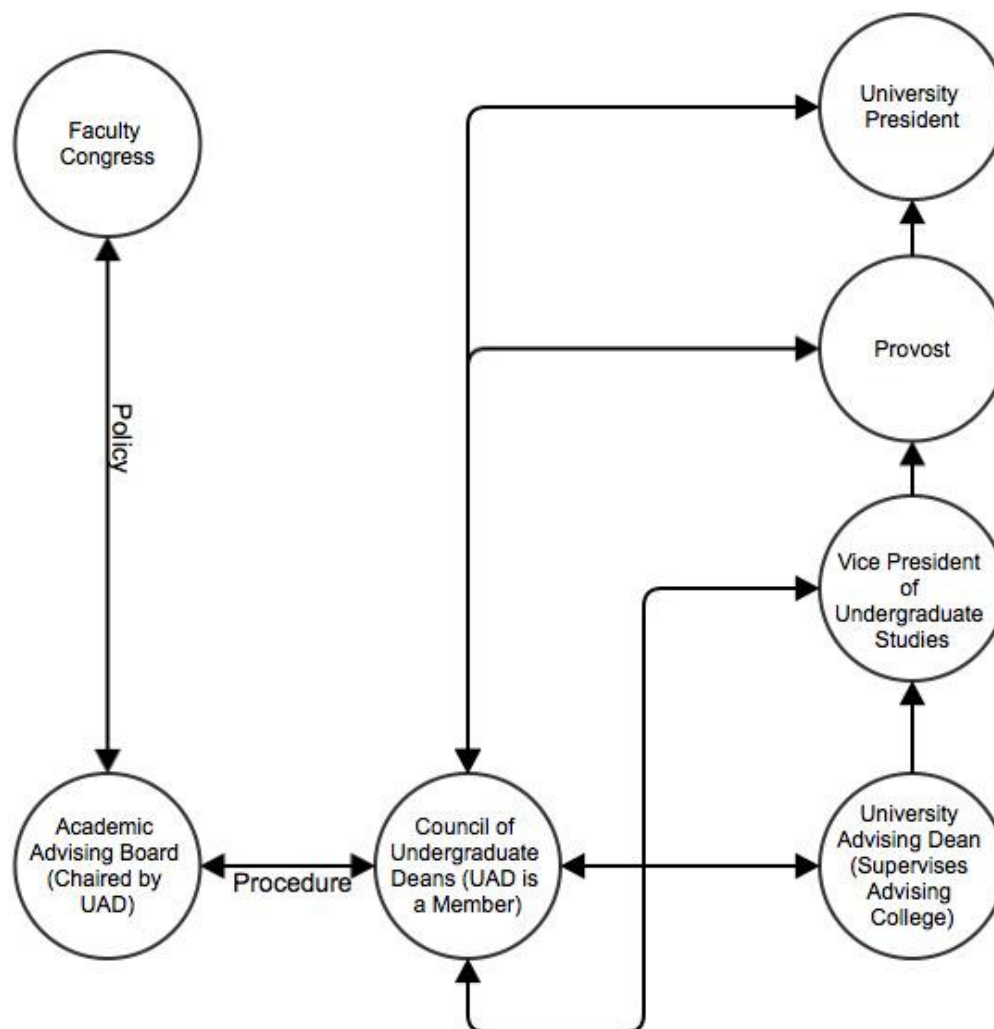 Faculty
Congress
University
President
Provost
Policy
Vice President
of
Undergraduate
Studies
Academic
Advising Board
(Chaired by
UAD)
Procedure
Council of
Undergraduate
Deans (UAD is
a Member)
University
Advising Dean
(Supervises
Advising
College)